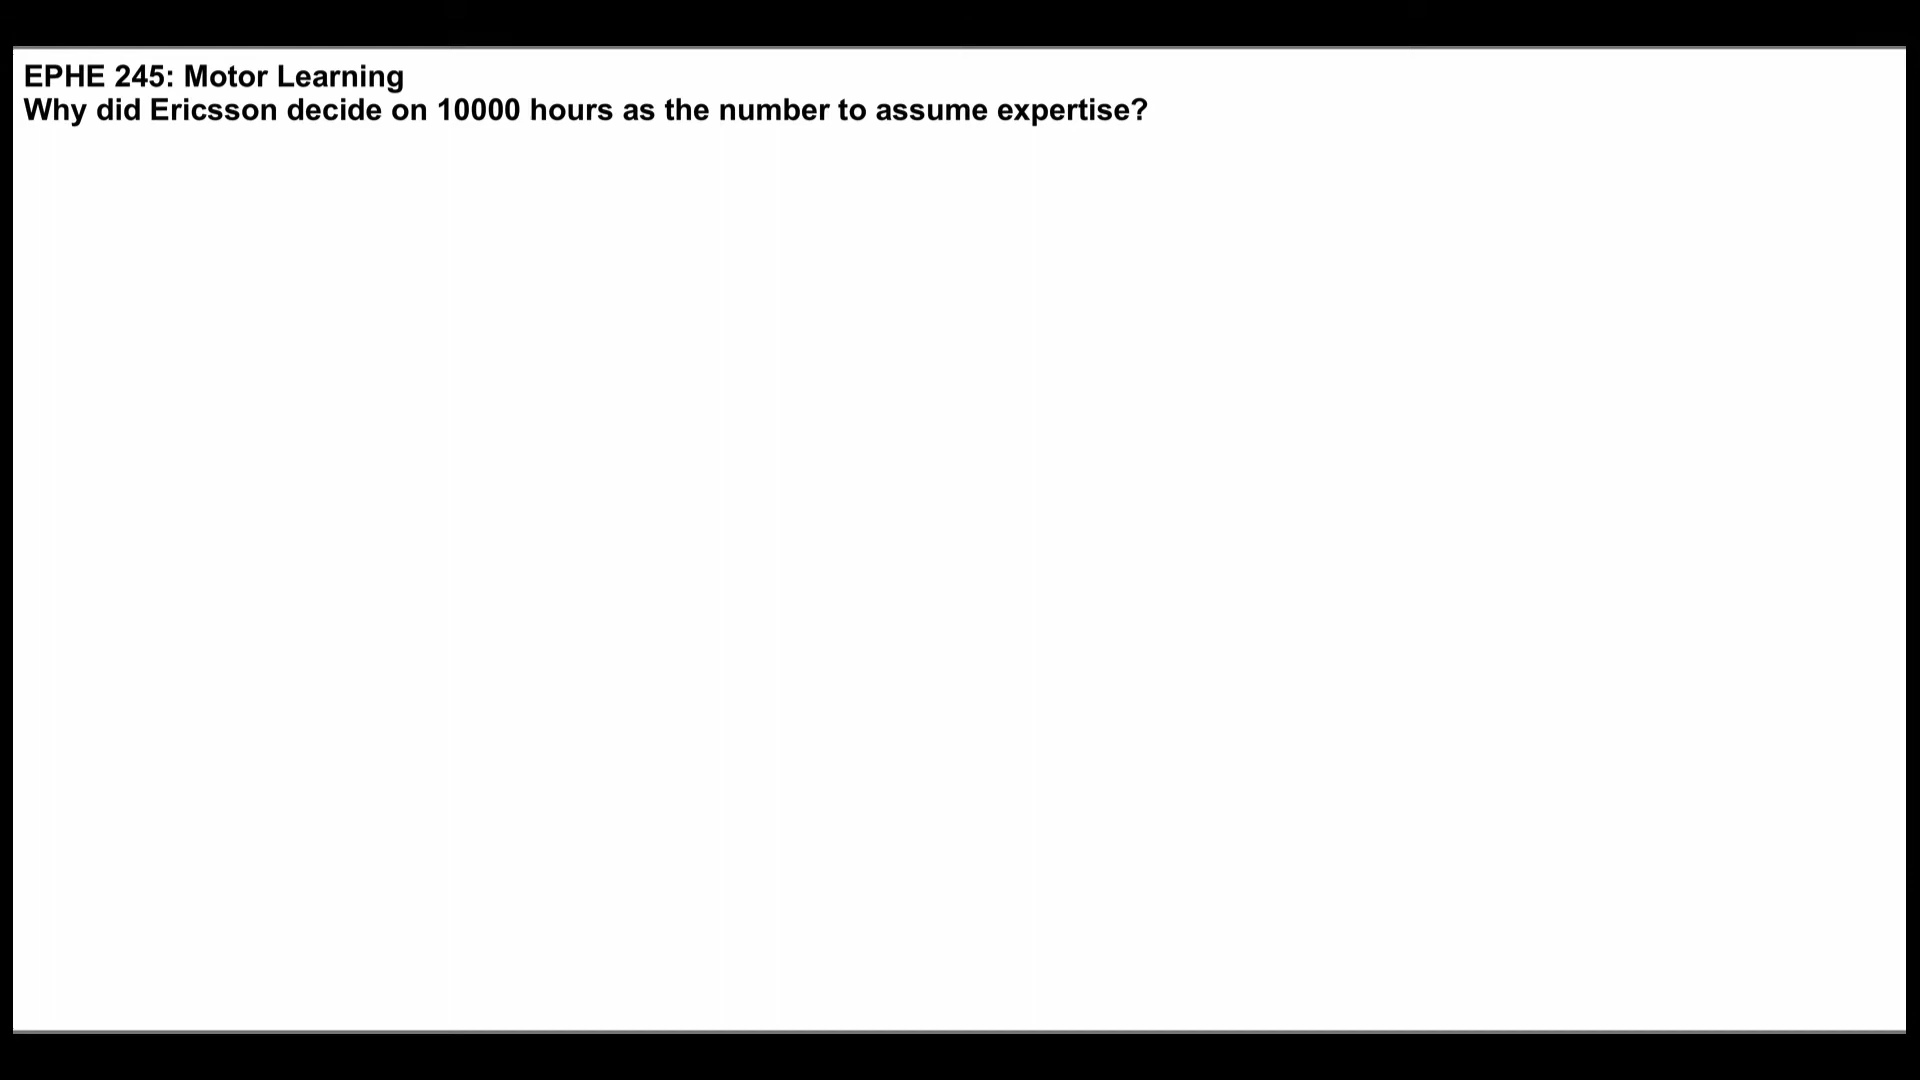 EPHE 245: Motor Learning
Why did Ericsson decide on 10000 hours as the number to assume expertise?